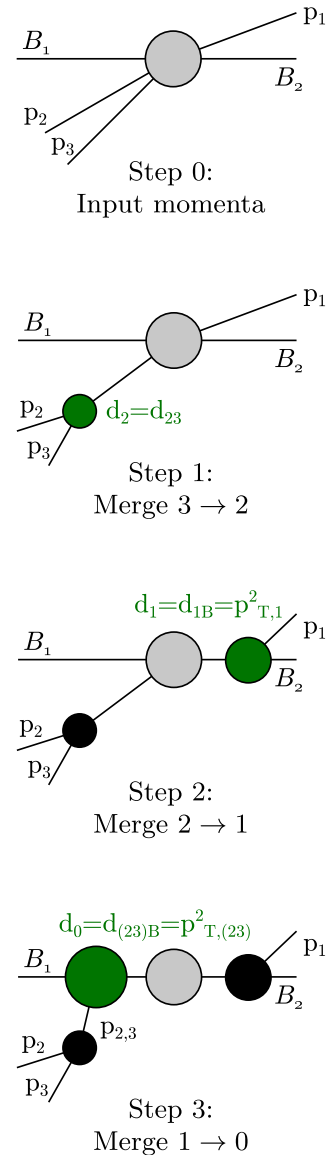 p₁
B₁
B₂
p₂
p₃
Step 0:
Input momenta
p₁
B₁
B₂
p₂
d₂=d₂₃
p₃
Step 1:
Merge 3 → 2
d₁=d₁B=p²T,₁
p₁
B₁
B₂
p₂
p₃
Step 2:
Merge 2 → 1
d₀=d₍₂₃₎B=p²T,₍₂₃₎
p₁
B₁
B₂
p₂,₃
p₂
p₃
Step 3:
Merge 1 → 0